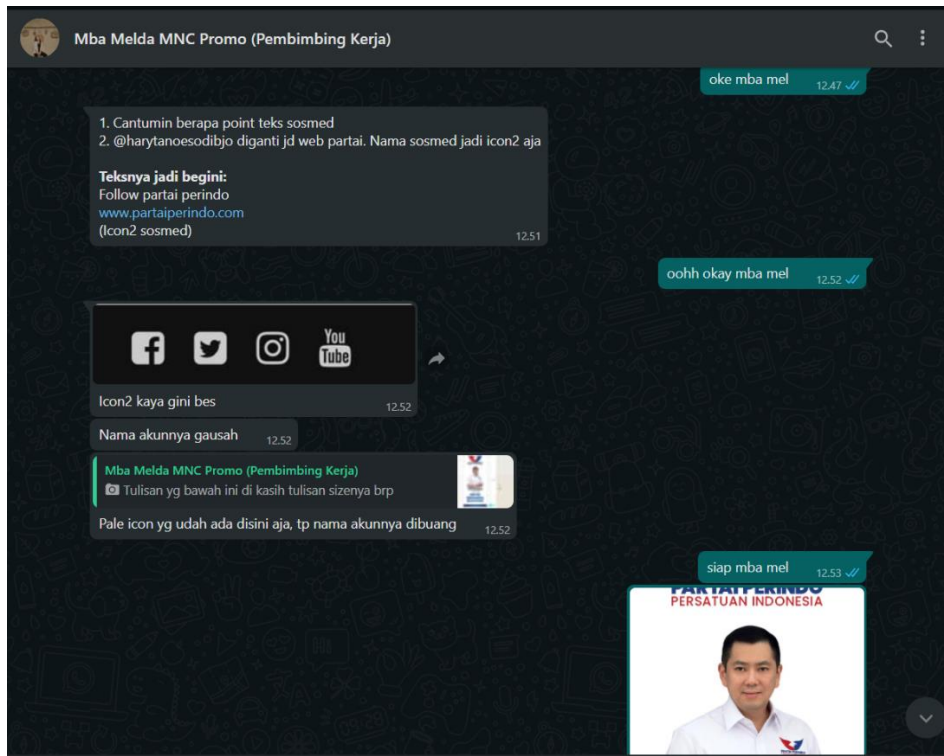 Mba Melda MNC Promo (Pembimbing Kerja)
oke mba mel
12.47
1. Cantumin berapa point teks sosmed
2. @harytanoesodibjo diganti jd web partai. Nama sosmed jadi icon2 aja
Teksnya jadi begini:
Follow partai perindo
www.partaiperindo.com
(Icon2 sosmed)
12.51
oohh okay mba mel
12.52
You
Tube
Icon2 kaya gini bes
12.52
Nama akunnya gausah
12.52
Mba Melda MNC Promo (Pembimbing Kerja)
Tulisan yg bawah ini di kasih tulisan sizenya brp
Pale icon yg udah ada disini aja, tp nama akunnya dibuang
12.52
siap mba mel
12.53
PARTAI PERINDO
PERSATUAN INDONESIA